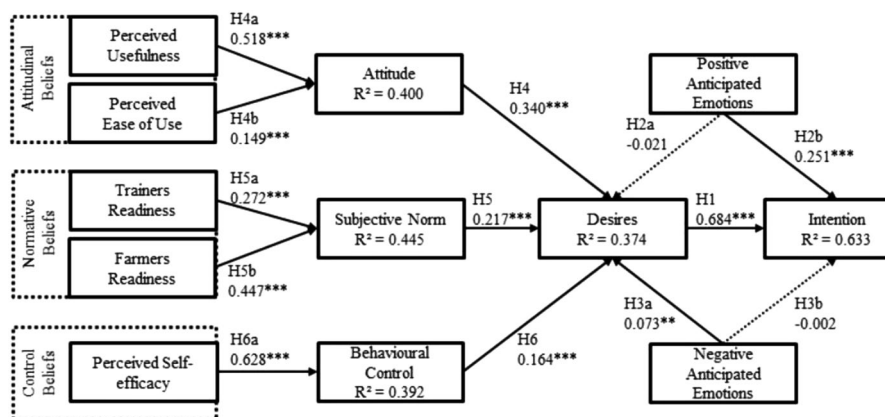 Attitudinal
Beliefs
Perceived
Usefulness
Perceived
Ease of Use
H4a
0.518***
H4b
0.149***
Attitude
R² = 0.400
H4
0.340***
Positive
Anticipated
Emotions
H2a
-0.021
H2b
0.251***
Normative
Beliefs
Trainers
Readiness
Farmers
Readiness
H5a
0.272***
H5b
0.447***
Subjective Norm
R² = 0.445
H5
0.217***
Desires
R² = 0.374
H1
0.684***
Intention
R² = 0.633
Control
Beliefs
Perceived Self-
efficacy
H6a
0.628***
Behavioural
Control
R² = 0.392
H6
0.164***
H3a
0.073**
H3b
-0.002
Negative
Anticipated
Emotions